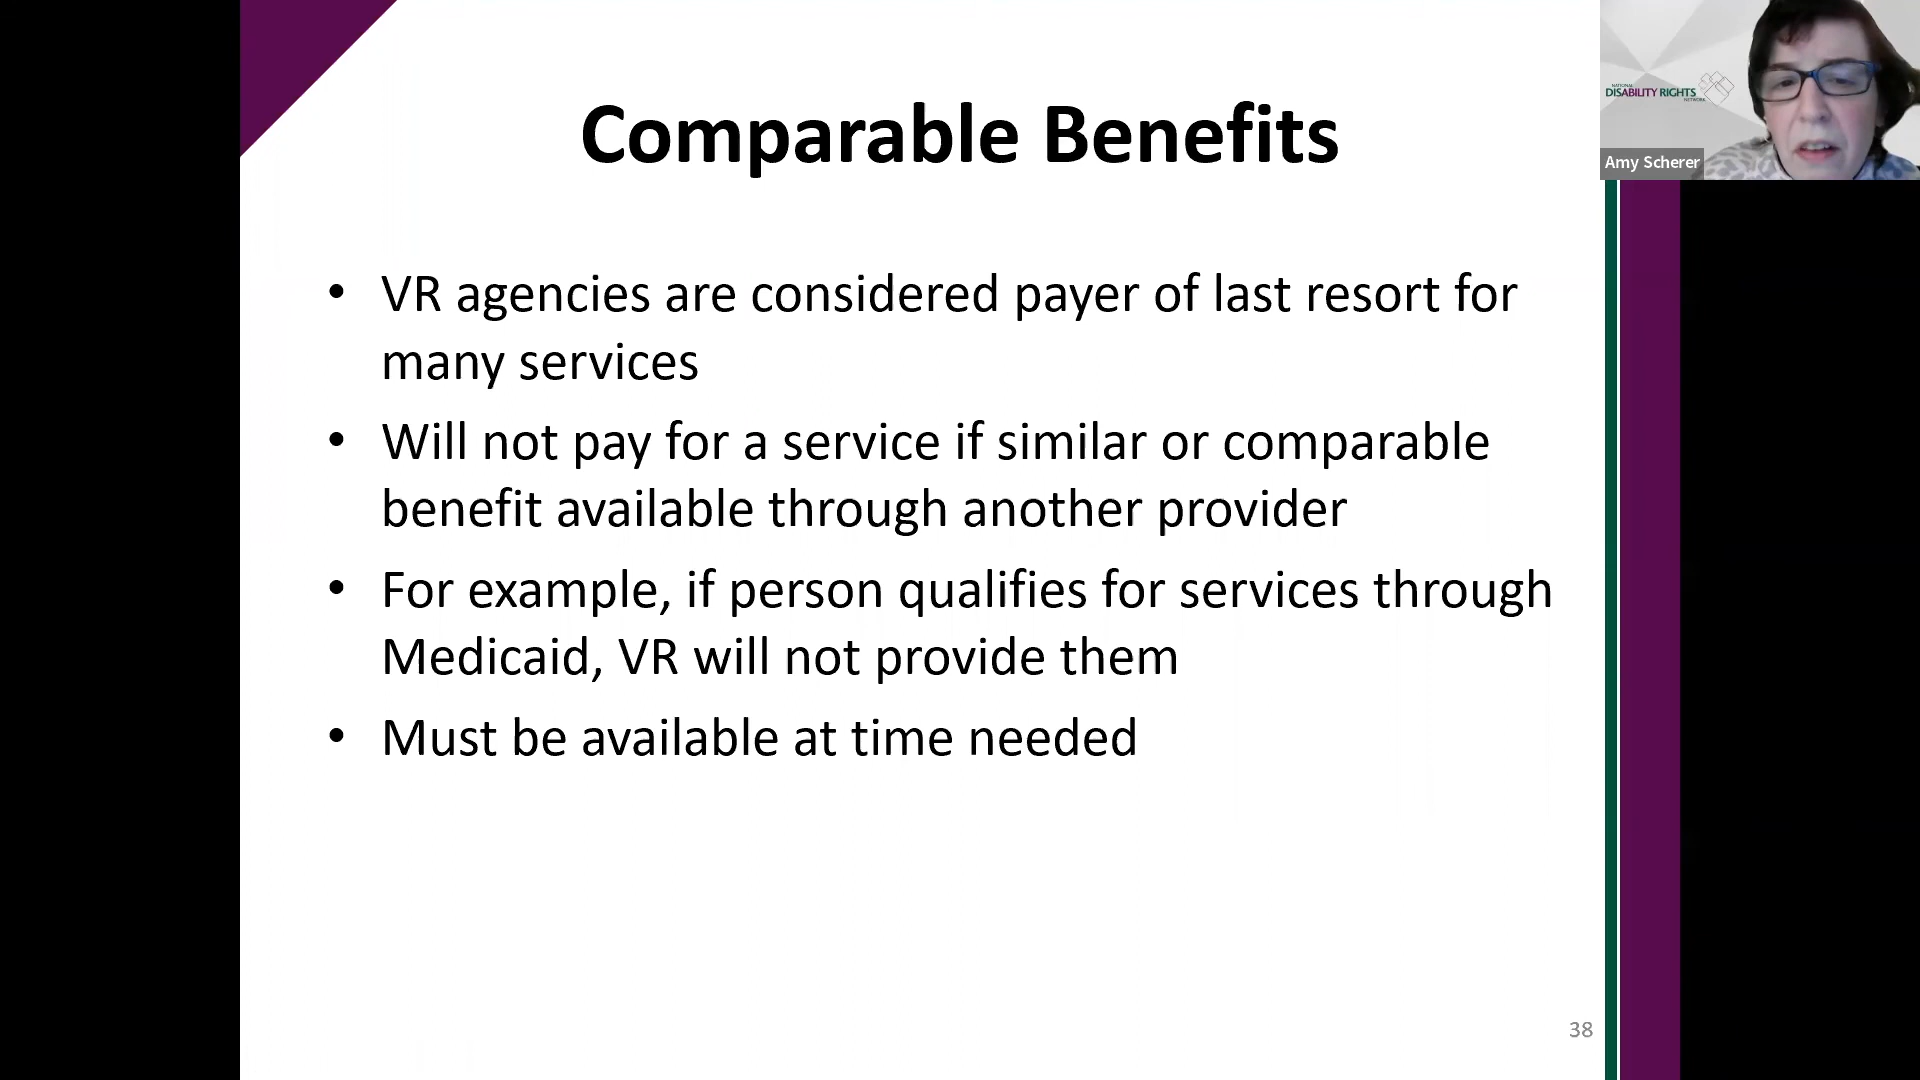 Comparable Benefits
• VR agencies are considered payer of last resort for
many services
• Will not pay for a service if similar or comparable
benefit available through another provider
• For example, if person qualifies for services through
Medicaid, VR will not provide them
• Must be available at time needed
38
NATIONAL
DISABILITY RIGHTS
NETWORK
Amy Scherer